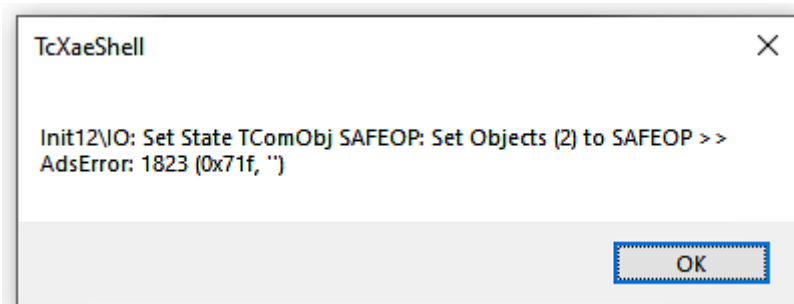 TcXaeShell
Init12\IO: Set State TComObj SAFEOP: Set Objects (2) to SAFEOP >>
AdsError: 1823 (0x71f, '')
OK